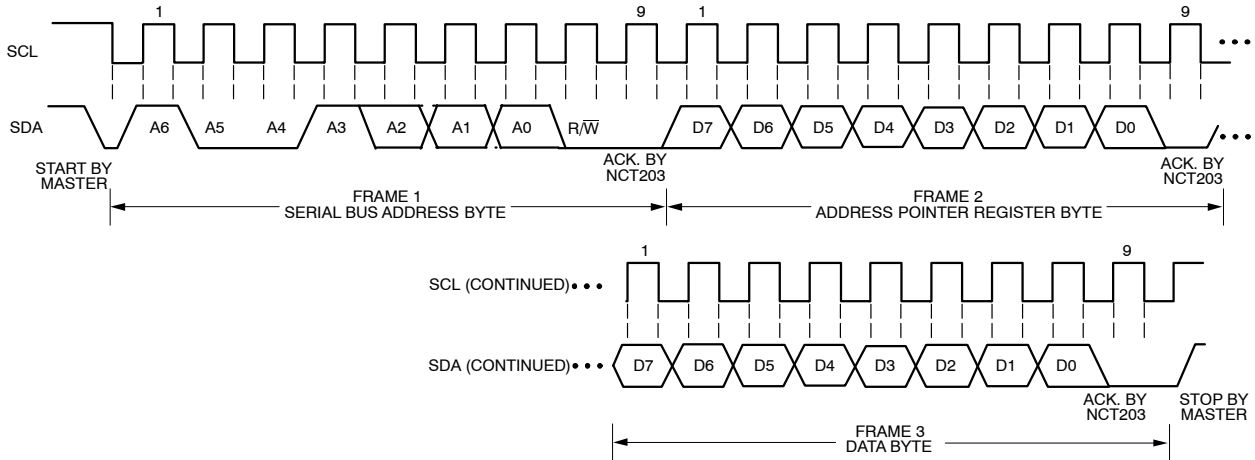 1 9 1 9
SCL
SDA A6 A5 A4 A3 A2 A1 A0 R/W̅ D7 D6 D5 D4 D3 D2 D1 D0
START BY
MASTER
ACK. BY
NCT203
ACK. BY
NCT203
FRAME 1
SERIAL BUS ADDRESS BYTE
FRAME 2
ADDRESS POINTER REGISTER BYTE
1 9
SCL (CONTINUED)
SDA (CONTINUED) D7 D6 D5 D4 D3 D2 D1 D0
ACK. BY
NCT203
STOP BY
MASTER
FRAME 3
DATA BYTE